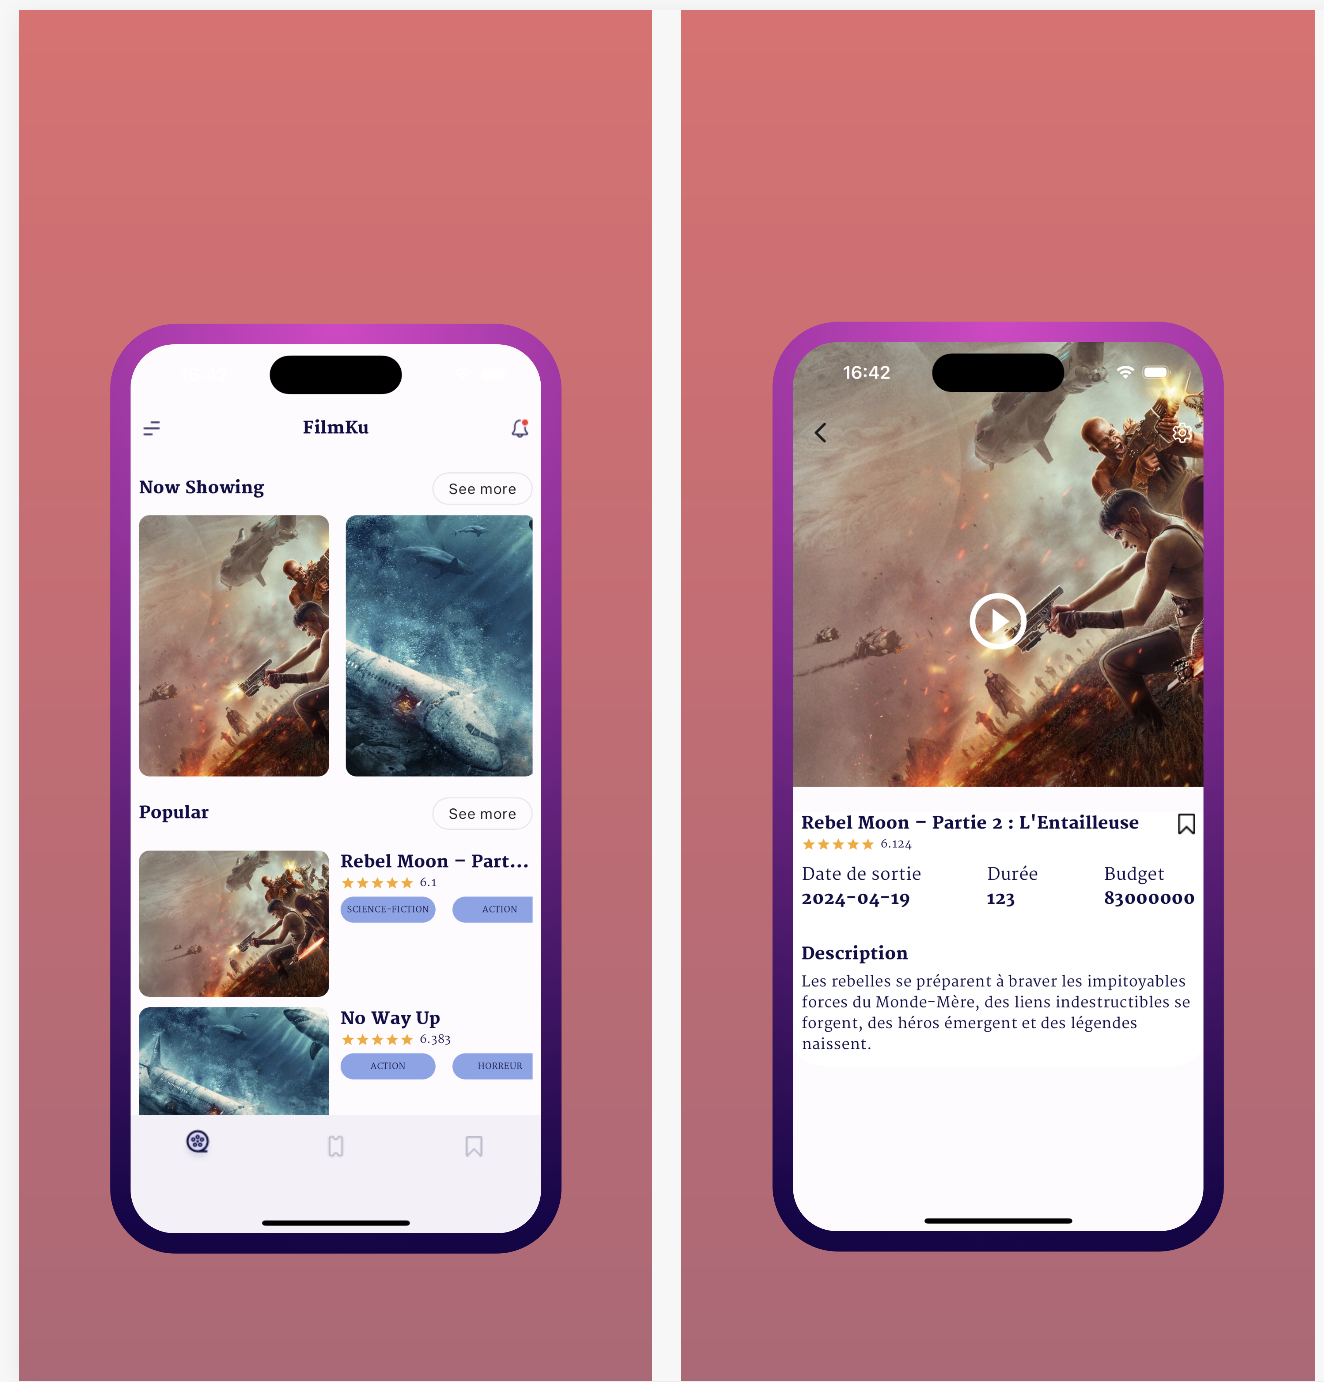 FilmKu
Now Showing
See more
Popular
See more
Rebel Moon – Part...
6.1
SCIENCE-FICTION
ACTION
No Way Up
6.383
ACTION
HORREUR
16:42
Rebel Moon – Partie 2 : L'Entailleuse
6.124
Date de sortie
Durée
Budget
2024-04-19
123
83000000
Description
Les rebelles se préparent à braver les impitoyables
forces du Monde-Mère, des liens indestructibles se
forgent, des héros émergent et des légendes
naissent.